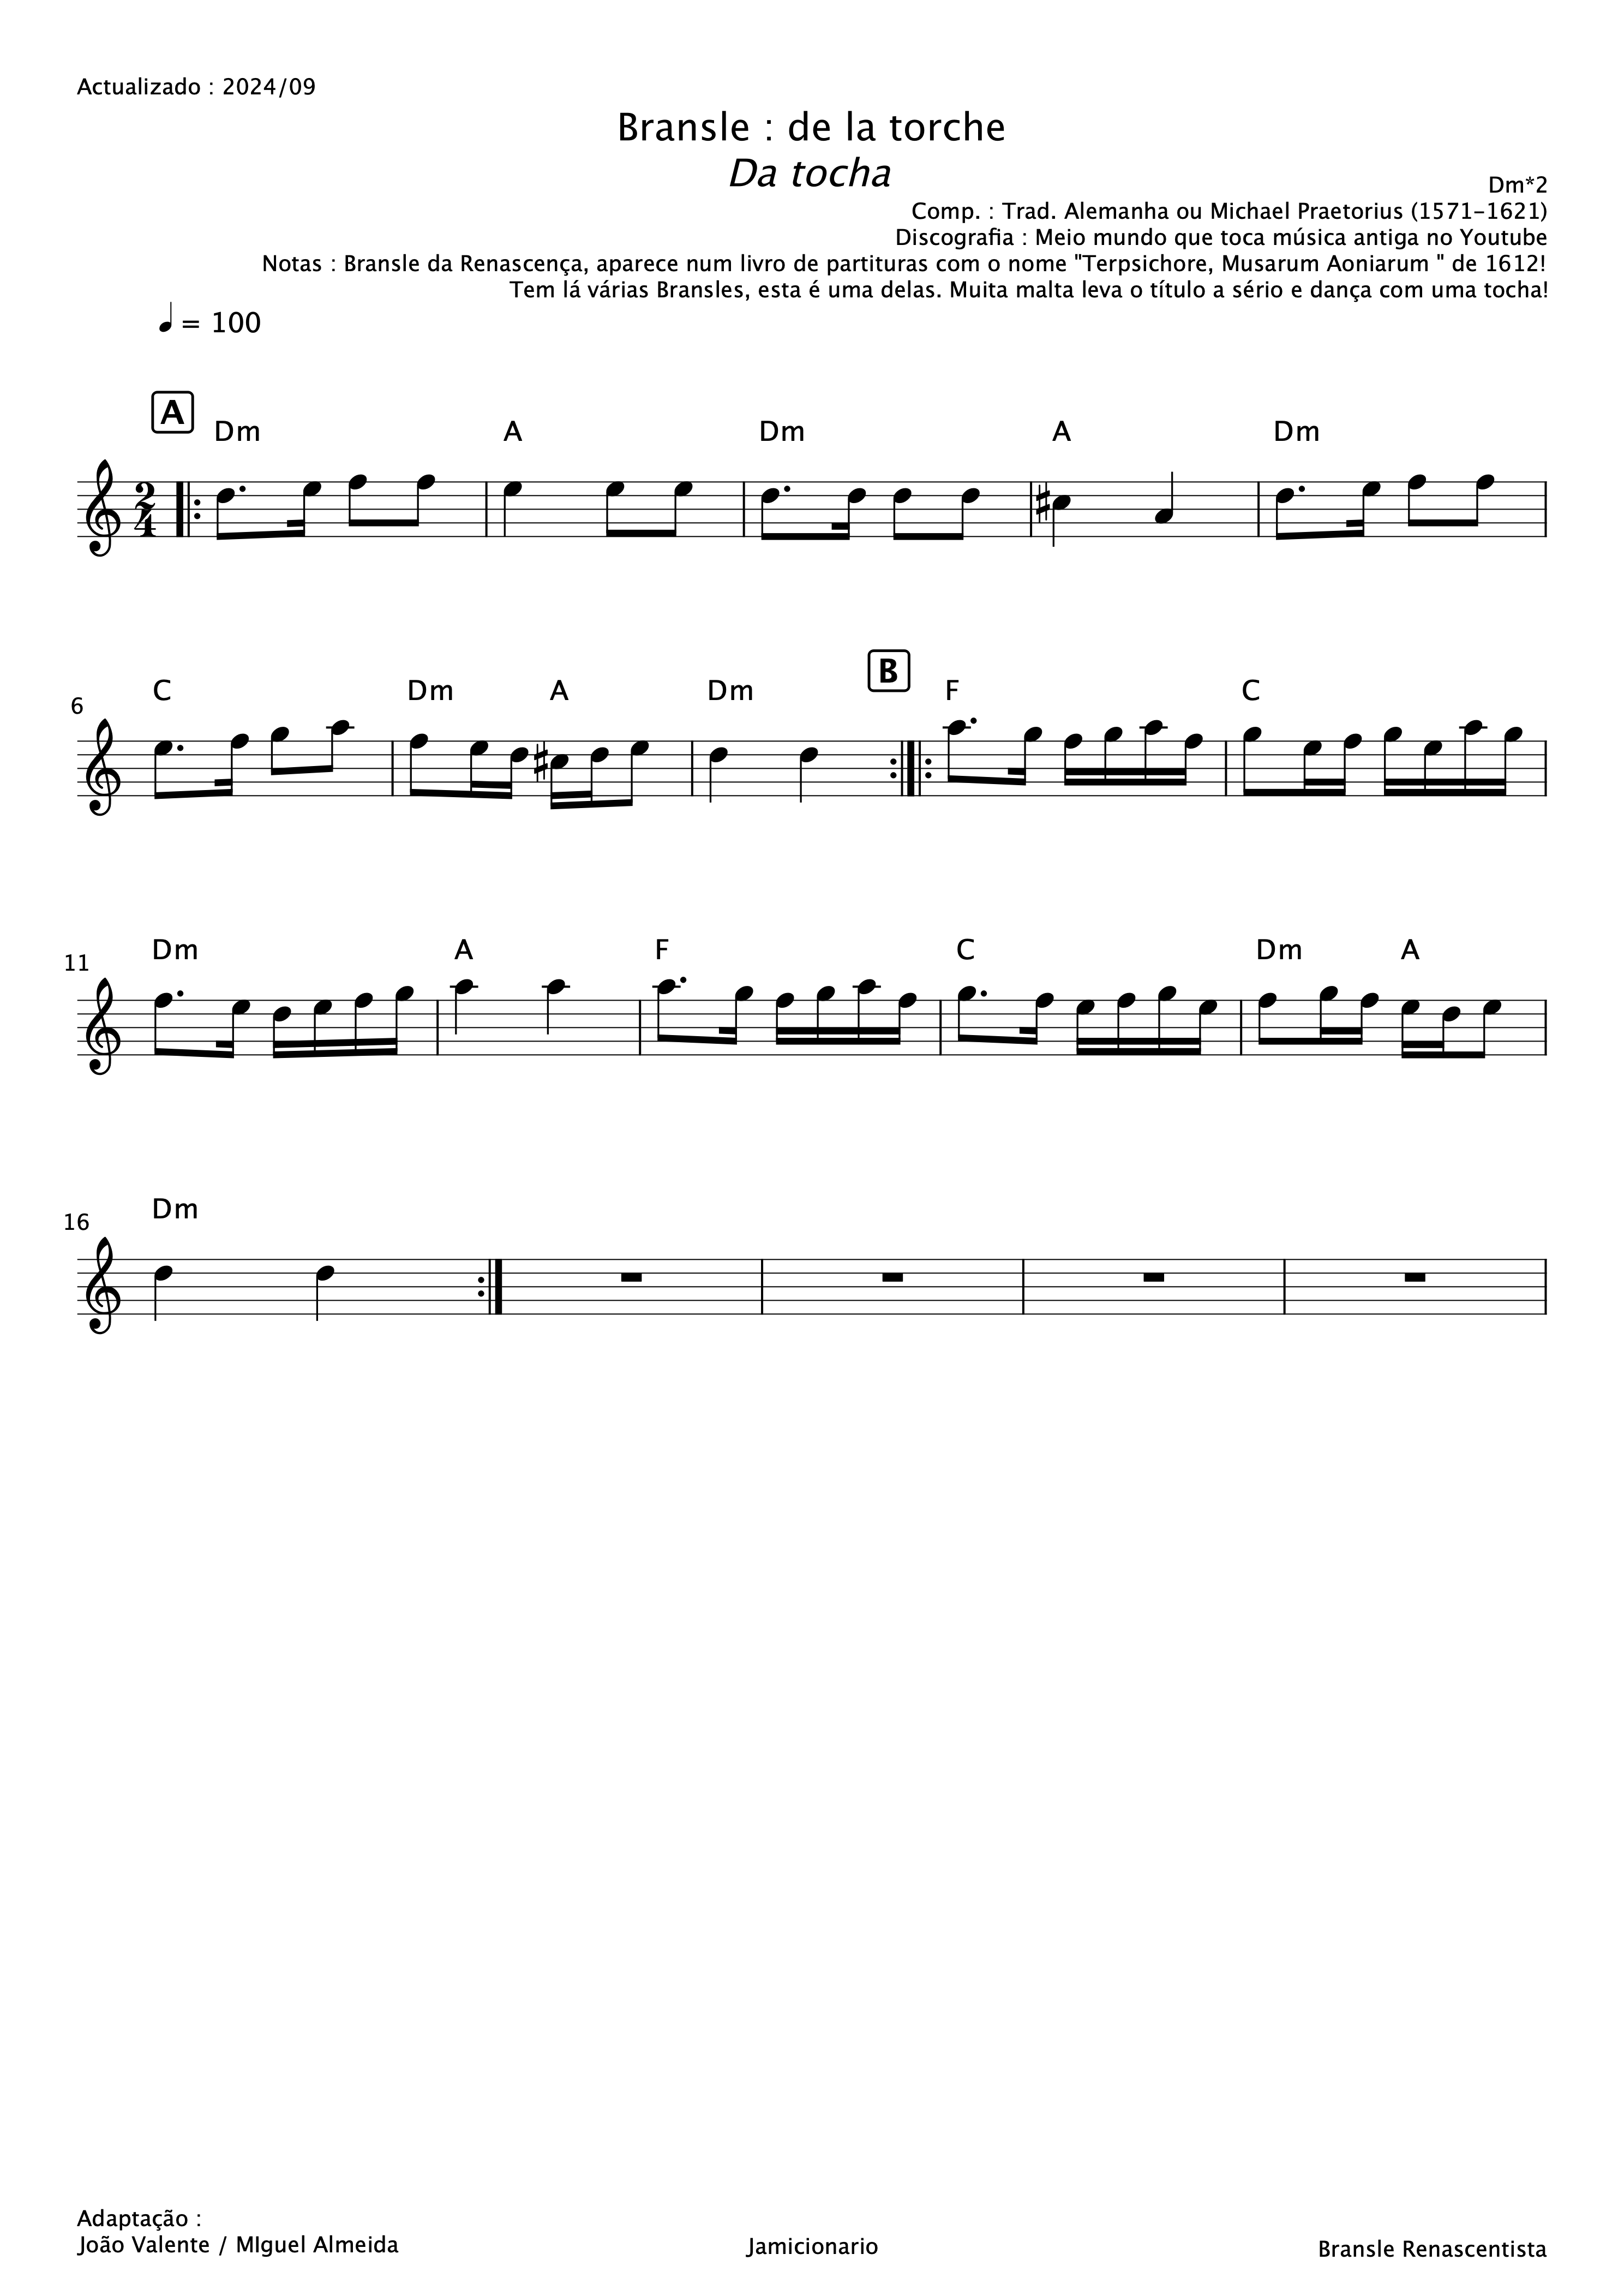 Actualizado : 2024/09
Bransle : de la torche
Da tocha
Dm*2
Comp. : Trad. Alemanha ou Michael Praetorius (1571-1621)
Discografia : Meio mundo que toca música antiga no Youtube
Notas : Bransle da Renascença, aparece num livro de partituras com o nome "Terpsichore, Musarum Aoniarum " de 1612!
Tem lá várias Bransles, esta é uma delas. Muita malta leva o título a sério e dança com uma tocha!
= 100
A
Dm A Dm A Dm
2
4
B
C Dm A Dm F C
6
Dm A F C Dm A
11
Dm
16
Adaptação :
João Valente / MIguel Almeida
Jamicionario
Bransle Renascentista